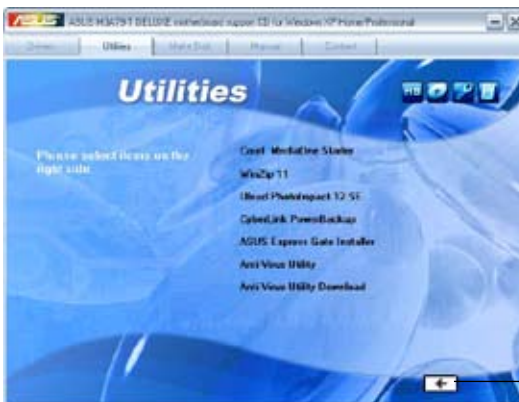 ASUS M3A79-T DELUXE motherboard support CD for Windows XP Home/Professional
Drivers Utilities Make Disk Manual Contact
Utilities
Please select items on the
right side
Corel MediaOne Starter
WinZip 11
Ulead PhotoImpact 12 SE
CyberLink PowerBackup
ASUS Express Gate Installer
Anti-Virus Utility
Anti-Virus Utility Download